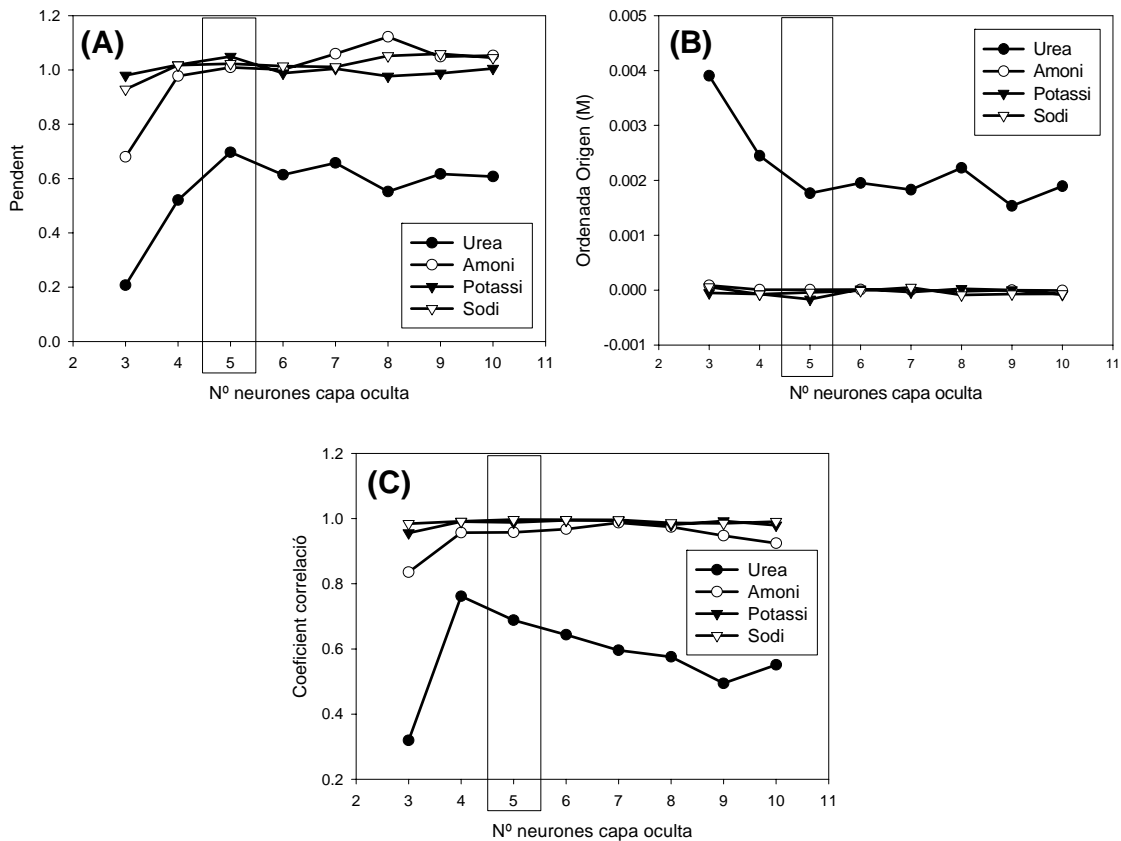 (A)
Pendent
1.2
1.0
0.8
0.6
0.4
0.2
0.0
Urea
Amoni
Potassi
Sodi
2 3 4 5 6 7 8 9 10 11
Nº neurones capa oculta
(B)
Ordenada Origen (M)
0.005
0.004
0.003
0.002
0.001
0.000
-0.001
Urea
Amoni
Potassi
Sodi
2 3 4 5 6 7 8 9 10 11
Nº neurones capa oculta
(C)
Coeficient correlació
1.2
1.0
0.8
0.6
0.4
0.2
Urea
Amoni
Potassi
Sodi
2 3 4 5 6 7 8 9 10 11
Nº neurones capa oculta